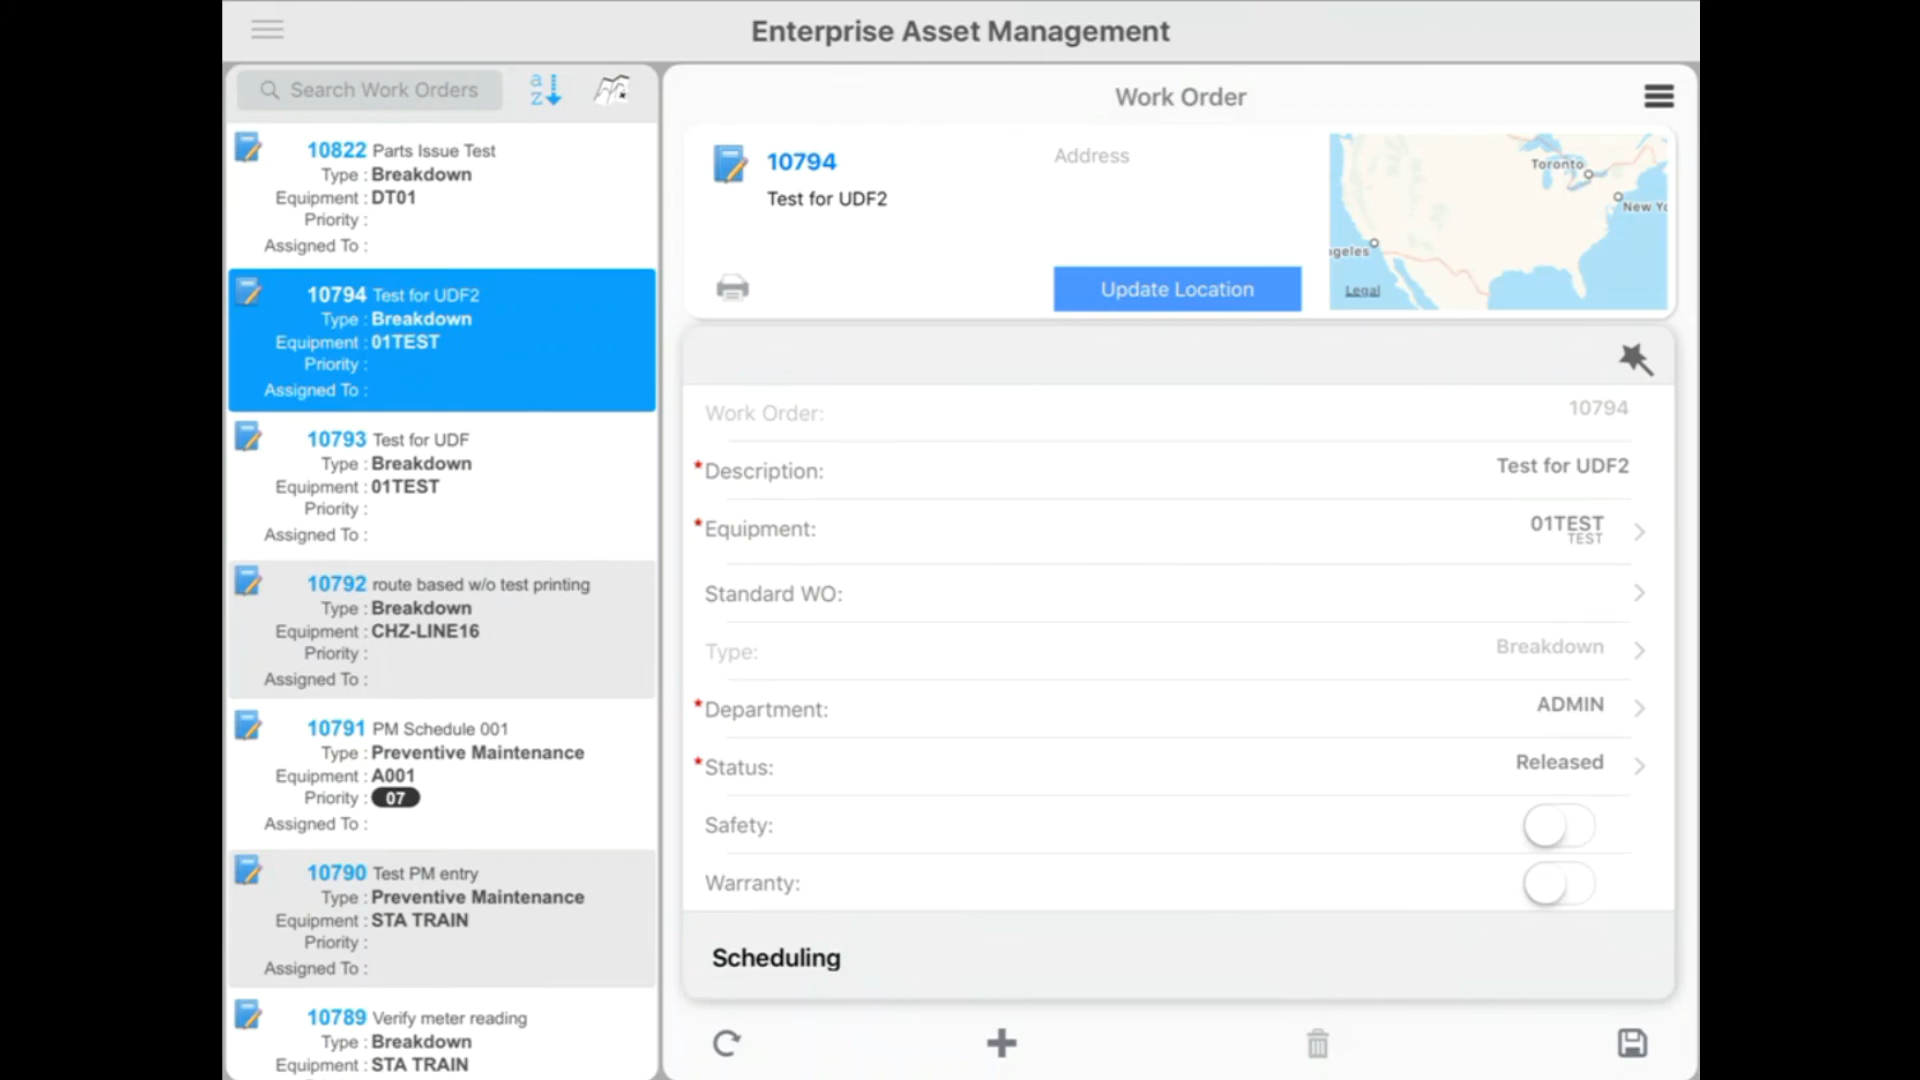 Enterprise Asset Management
Search Work Orders
a
z
10822 Parts Issue Test
Type : Breakdown
Equipment : DT01
Priority :
Assigned To :
10794 Test for UDF2
Type : Breakdown
Equipment : 01TEST
Priority :
Assigned To :
10793 Test for UDF
Type : Breakdown
Equipment : 01TEST
Priority :
Assigned To :
10792 route based w/o test printing
Type : Breakdown
Equipment : CHZ-LINE16
Priority :
Assigned To :
10791 PM Schedule 001
Type : Preventive Maintenance
Equipment : A001
Priority : 07
Assigned To :
10790 Test PM entry
Type : Preventive Maintenance
Equipment : STA TRAIN
Priority :
Assigned To :
10789 Verify meter reading
Type : Breakdown
Equipment : STA TRAIN
Work Order
10794
Test for UDF2
Address
Update Location
Toronto
New Yo
geles
Legal
Work Order: 10794
*Description: Test for UDF2
*Equipment: 01TEST
TEST
Standard WO:
Type: Breakdown
*Department: ADMIN
*Status: Released
Safety:
Warranty:
Scheduling